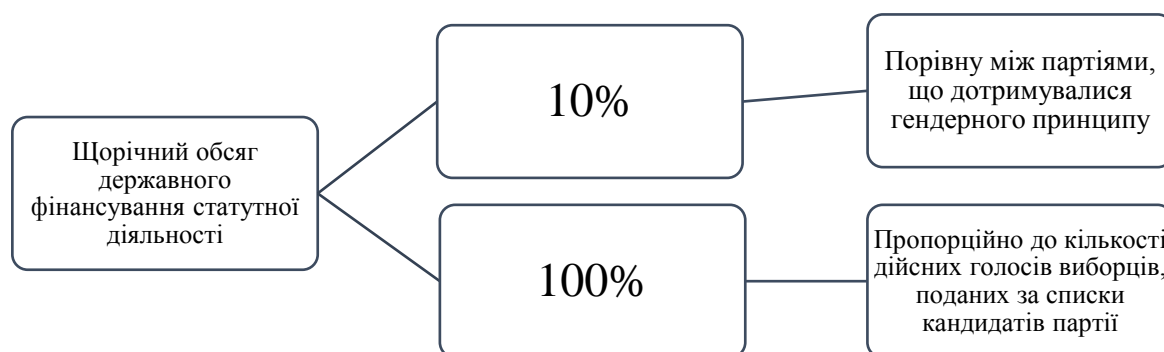 Щорічний обсяг
державного
фінансування статутної
діяльності
10%
Порівну між партіями,
що дотримувалися
гендерного принципу
100%
Пропорційно до кількості
дійсних голосів виборців,
поданих за списки
кандидатів партії